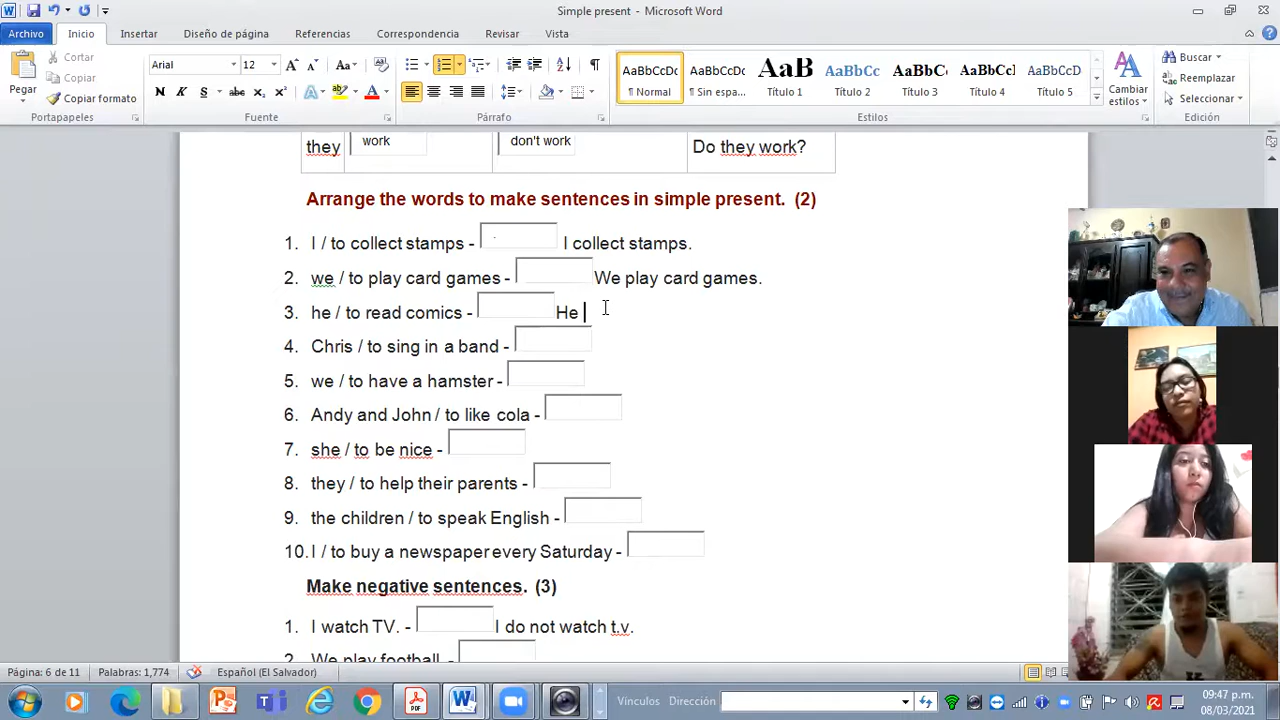 Simple present - Microsoft Word
Archivo Inicio Insertar Diseño de página Referencias Correspondencia Revisar Vista
Pegar
Cortar
Copiar
Copiar formato
Portapapeles
Arial 12
Fuente
Párrafo
AaBbCcDc AaBbCcDc AaB AaBbCcDc AaBbC AaBbCcI AaBbCcD
¶ Normal ¶ Sin espa... Título 1 Título 2 Título 3 Título 4 Título 5
Estilos
Cambiar estilos
Buscar
Reemplazar
Seleccionar
Edición
they work don't work Do they work?
Arrange the words to make sentences in simple present. (2)
1. I / to collect stamps - I collect stamps.
2. we / to play card games - We play card games.
3. he / to read comics - He
4. Chris / to sing in a band -
5. we / to have a hamster -
6. Andy and John / to like cola -
7. she / to be nice -
8. they / to help their parents -
9. the children / to speak English -
10. I / to buy a newspaper every Saturday -
Make negative sentences. (3)
1. I watch TV. - I do not watch t.v.
2. We play football. -
Página: 6 de 11 Palabras: 1,774 Español (El Salvador)
Vínculos Dirección
09:47 p.m.
08/03/2021